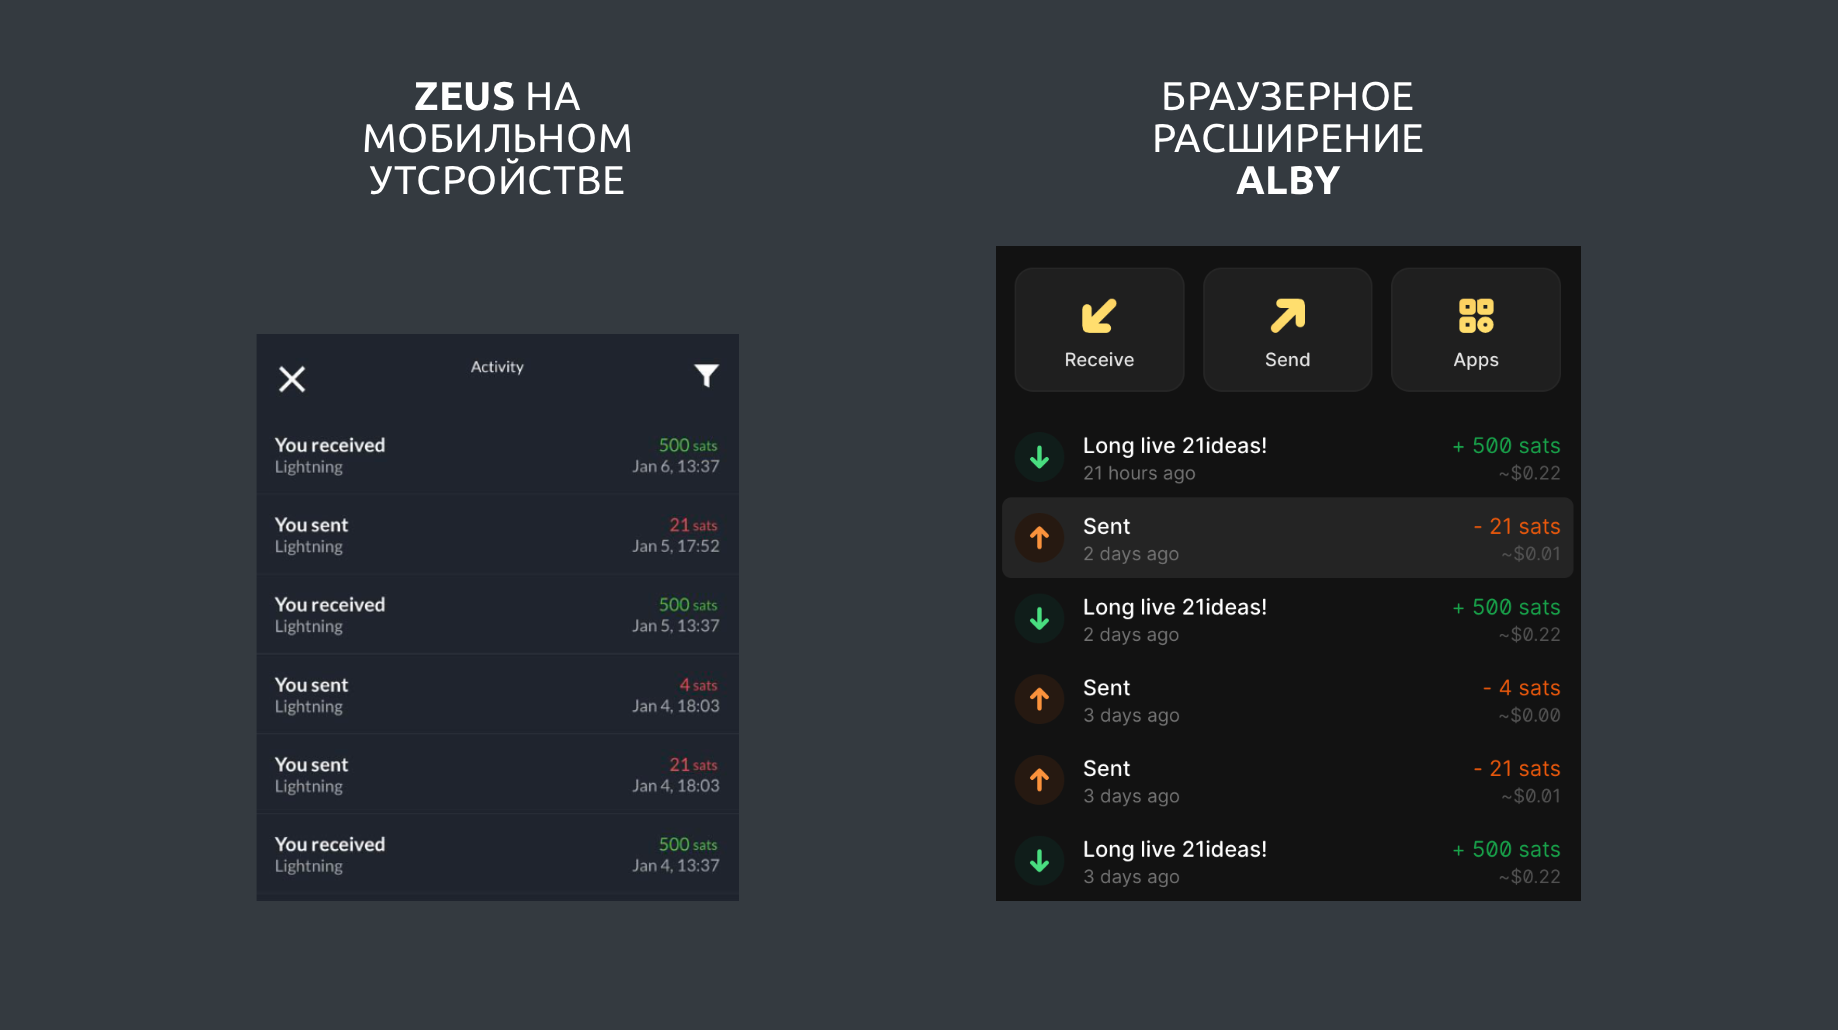 ZEUS НА
МОБИЛЬНОМ
УТСРОЙСТВЕ
Activity
You received 500 sats
Lightning Jan 6, 13:37
You sent 21 sats
Lightning Jan 5, 17:52
You received 500 sats
Lightning Jan 5, 13:37
You sent 4 sats
Lightning Jan 4, 18:03
You sent 21 sats
Lightning Jan 4, 18:03
You received 500 sats
Lightning Jan 4, 13:37
БРАУЗЕРНОЕ
РАСШИРЕНИЕ
ALBY
Receive Send Apps
Long live 21ideas! + 500 sats
21 hours ago ~$0.22
Sent - 21 sats
2 days ago ~$0.01
Long live 21ideas! + 500 sats
2 days ago ~$0.22
Sent - 4 sats
3 days ago ~$0.00
Sent - 21 sats
3 days ago ~$0.01
Long live 21ideas! + 500 sats
3 days ago ~$0.22